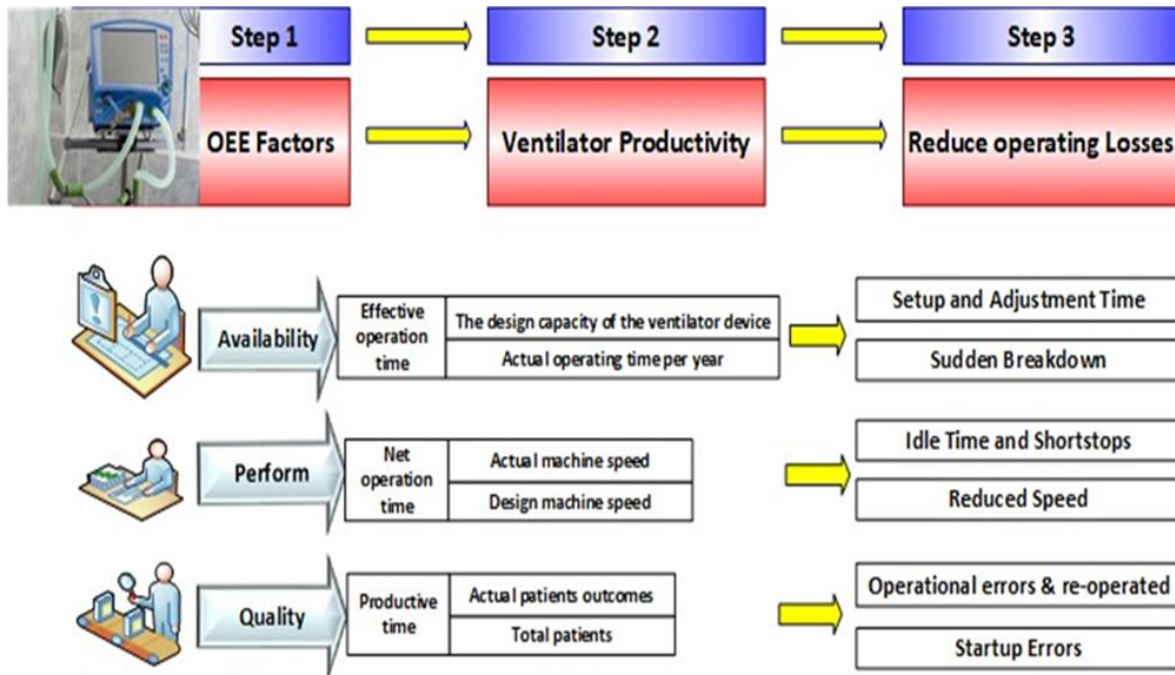 Step 1
Step 2
Step 3
OEE Factors
Ventilator Productivity
Reduce operating Losses
Availability
Effective
operation
time
The design capacity of the ventilator device
Actual operating time per year
Setup and Adjustment Time
Sudden Breakdown
Perform
Net
operation
time
Actual machine speed
Design machine speed
Idle Time and Shortstops
Reduced Speed
Quality
Productive
time
Actual patients outcomes
Total patients
Operational errors & re-operated
Startup Errors